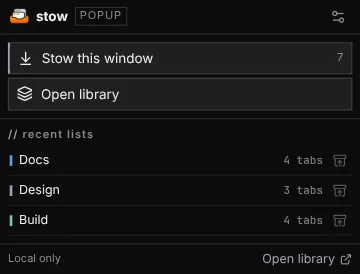 stow POPUP
Stow this window 7
Open library
// recent lists
Docs 4 tabs
Design 3 tabs
Build 4 tabs
Local only Open library